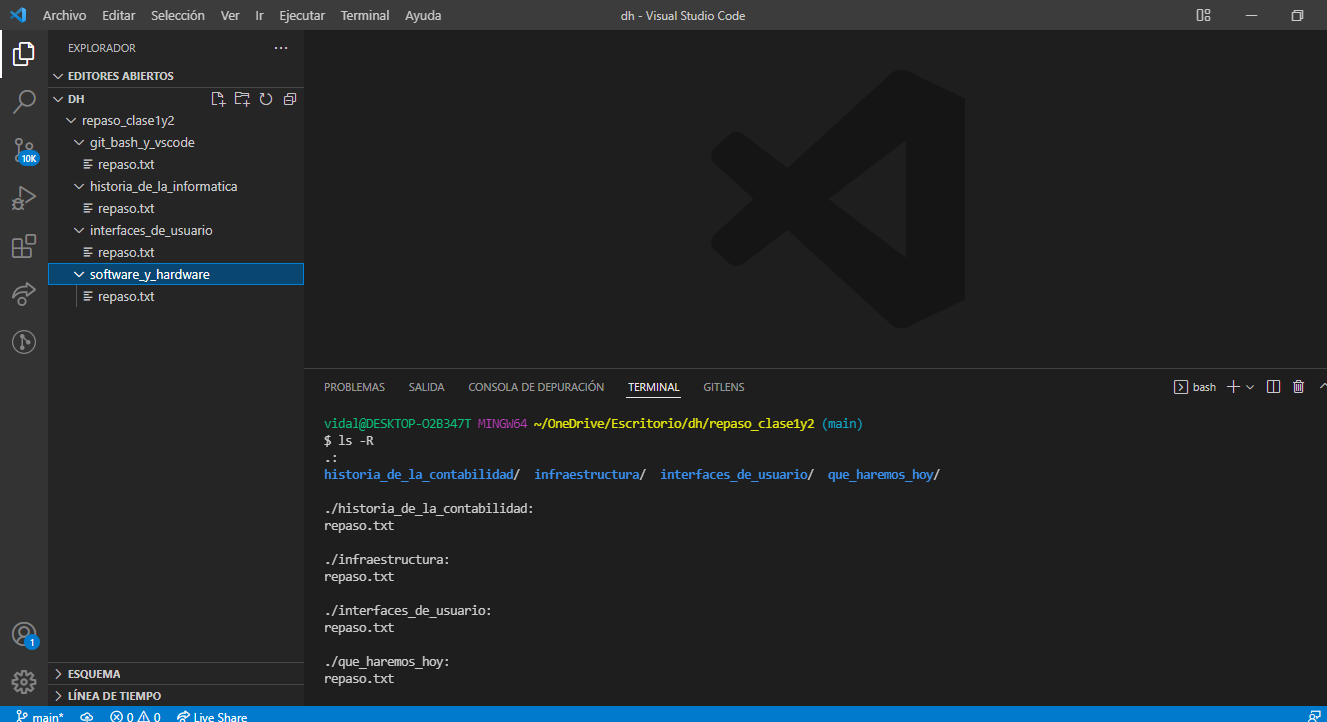 Archivo Editar Selección Ver Ir Ejecutar Terminal Ayuda dh - Visual Studio Code
EXPLORADOR
EDITORES ABIERTOS
DH
repaso_clase1y2
git_bash_y_vscode
repaso.txt
historia_de_la_informatica
repaso.txt
interfaces_de_usuario
repaso.txt
software_y_hardware
repaso.txt
10K
1
ESQUEMA
LÍNEA DE TIEMPO
PROBLEMAS SALIDA CONSOLA DE DEPURACIÓN TERMINAL GITLENS bash
vidal@DESKTOP-O2B347T MINGW64 ~/OneDrive/Escritorio/dh/repaso_clase1y2 (main)
$ ls -R
.:
historia_de_la_contabilidad/ infraestructura/ interfaces_de_usuario/ que_haremos_hoy/
./historia_de_la_contabilidad:
repaso.txt
./infraestructura:
repaso.txt
./interfaces_de_usuario:
repaso.txt
./que_haremos_hoy:
repaso.txt
main* 0 0 Live Share